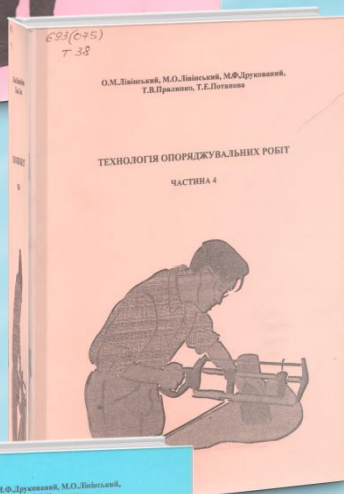 693(075)
Т 38
О.М.Лівінський, М.О.Лівінський, М.Ф.Друкований,
Т.В.Прилипко, Т.Е.Потапова
ТЕХНОЛОГІЯ ОПОРЯДЖУВАЛЬНИХ РОБІТ
ЧАСТИНА 4
М.Ф.Друкований, М.О.Лівінський,